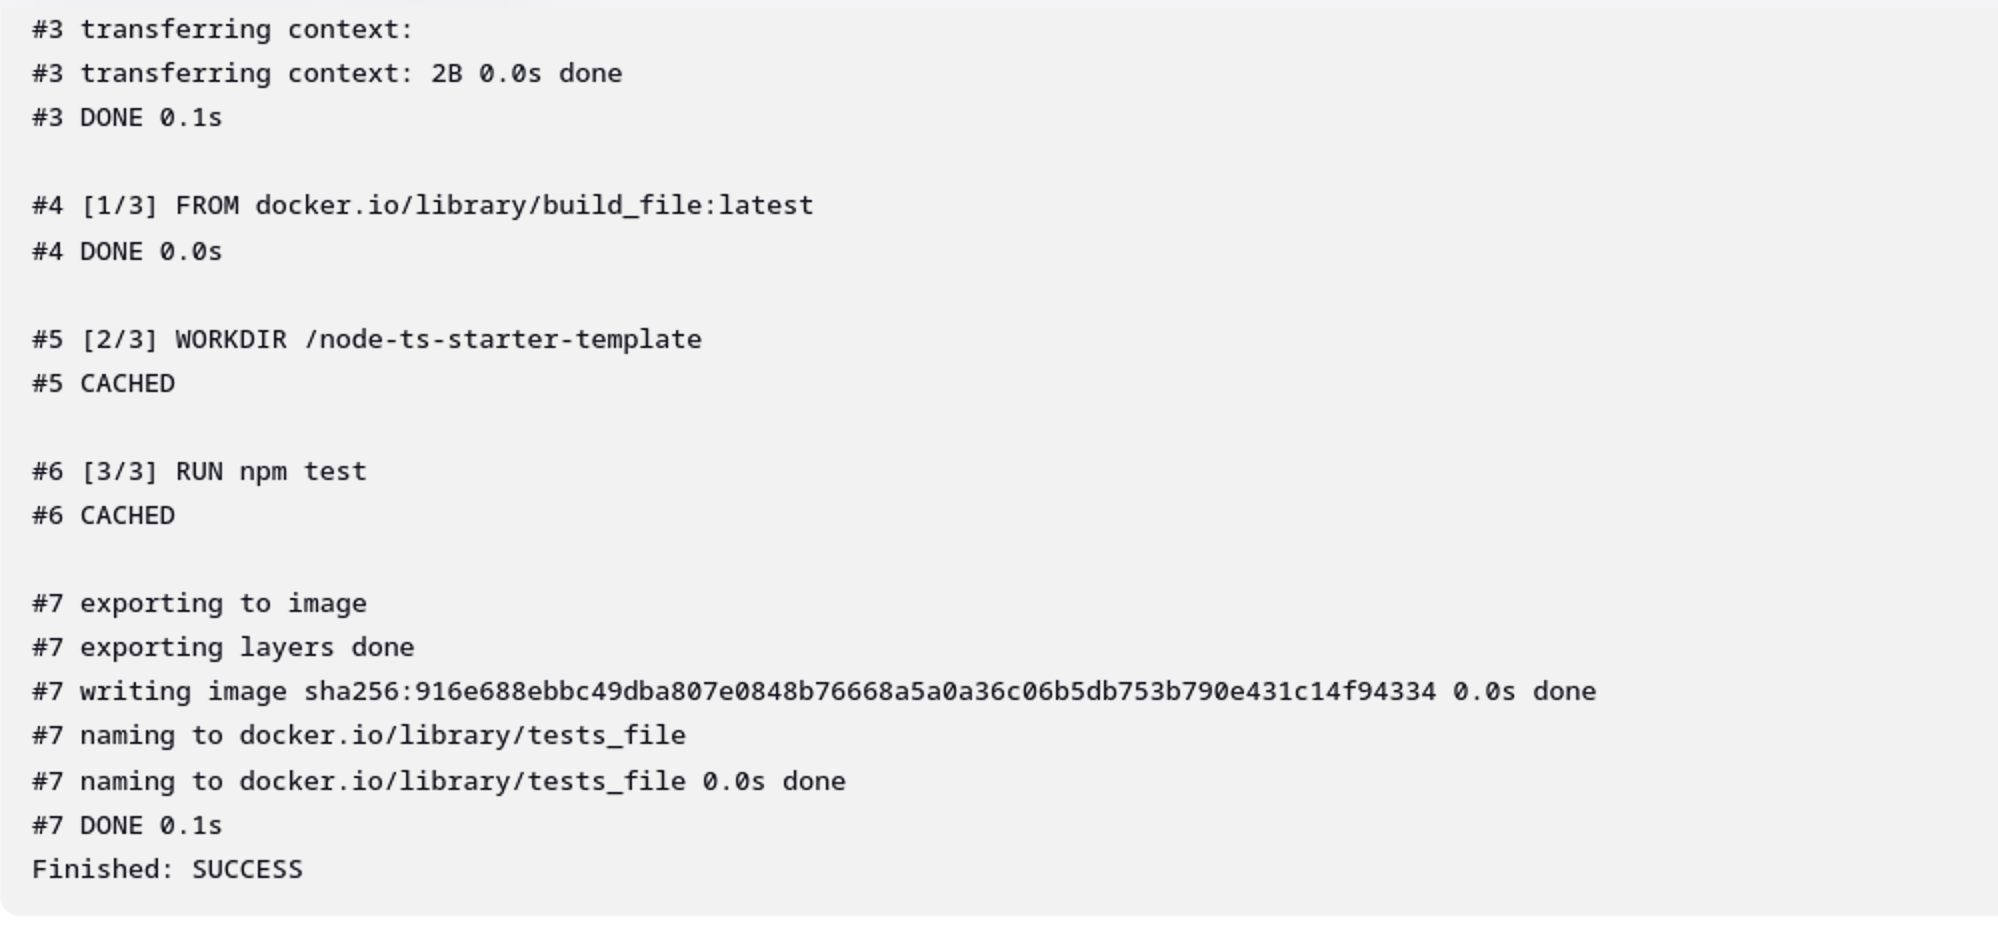 #3 transferring context:
#3 transferring context: 2B 0.0s done
#3 DONE 0.1s
#4 [1/3] FROM docker.io/library/build_file:latest
#4 DONE 0.0s
#5 [2/3] WORKDIR /node-ts-starter-template
#5 CACHED
#6 [3/3] RUN npm test
#6 CACHED
#7 exporting to image
#7 exporting layers done
#7 writing image sha256:916e688ebbc49dba807e0848b76668a5a0a36c06b5db753b790e431c14f94334 0.0s done
#7 naming to docker.io/library/tests_file
#7 naming to docker.io/library/tests_file 0.0s done
#7 DONE 0.1s
Finished: SUCCESS